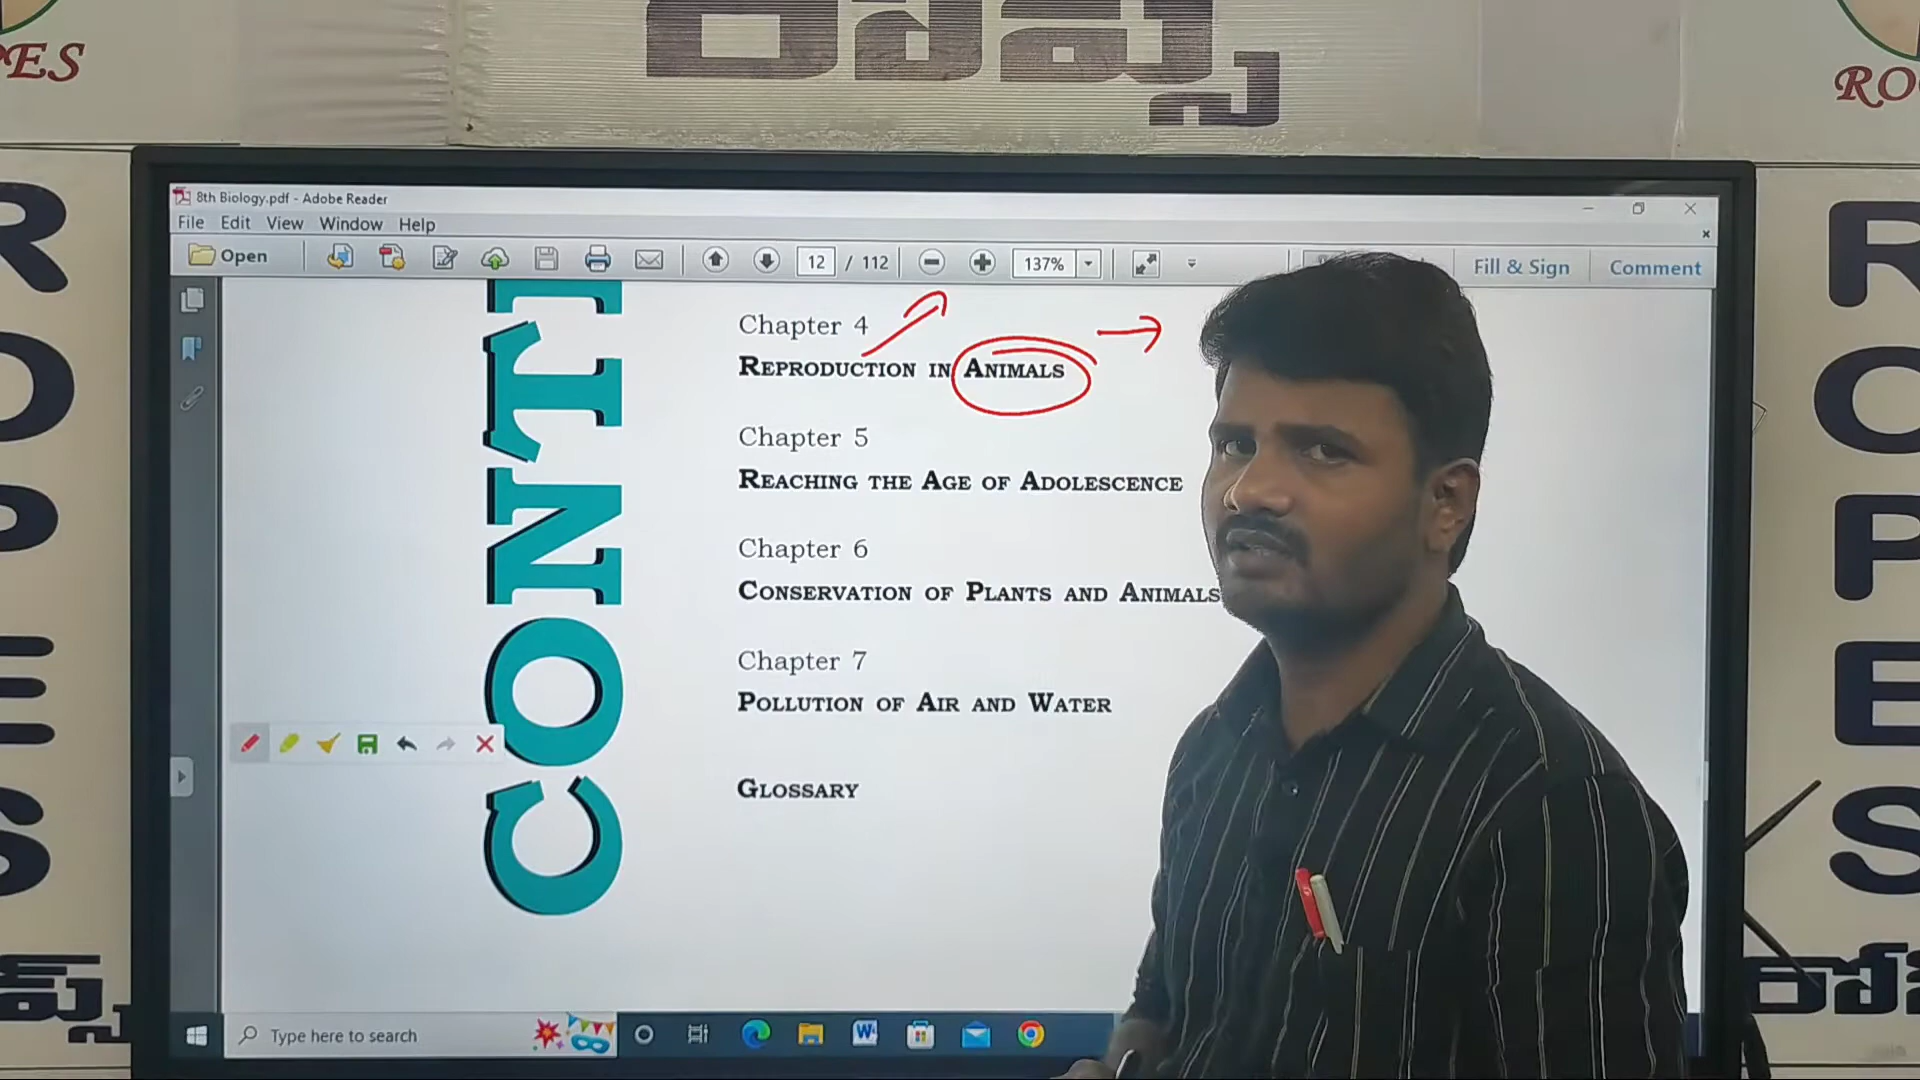 రోప్స్
8th Biology.pdf - Adobe Reader
File Edit View Window Help
Open
12 / 112
137%
Fill & Sign
Comment
Chapter 4
REPRODUCTION IN ANIMALS
Chapter 5
REACHING THE AGE OF ADOLESCENCE
Chapter 6
CONSERVATION OF PLANTS AND ANIMALS
Chapter 7
POLLUTION OF AIR AND WATER
GLOSSARY
CONT
Type here to search
ROPES
ROPES